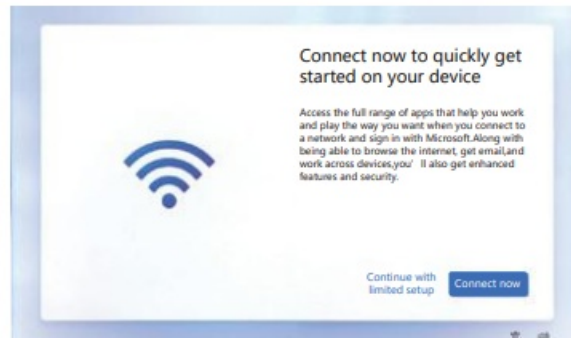 Connect now to quickly get
started on your device
Access the full range of apps that help you work
and play the way you want when you connect to
a network and sign in with Microsoft.Along with
being able to browse the internet, get email,and
work across devices,you' ll also get enhanced
features and security.
Continue with
limited setup
Connect now